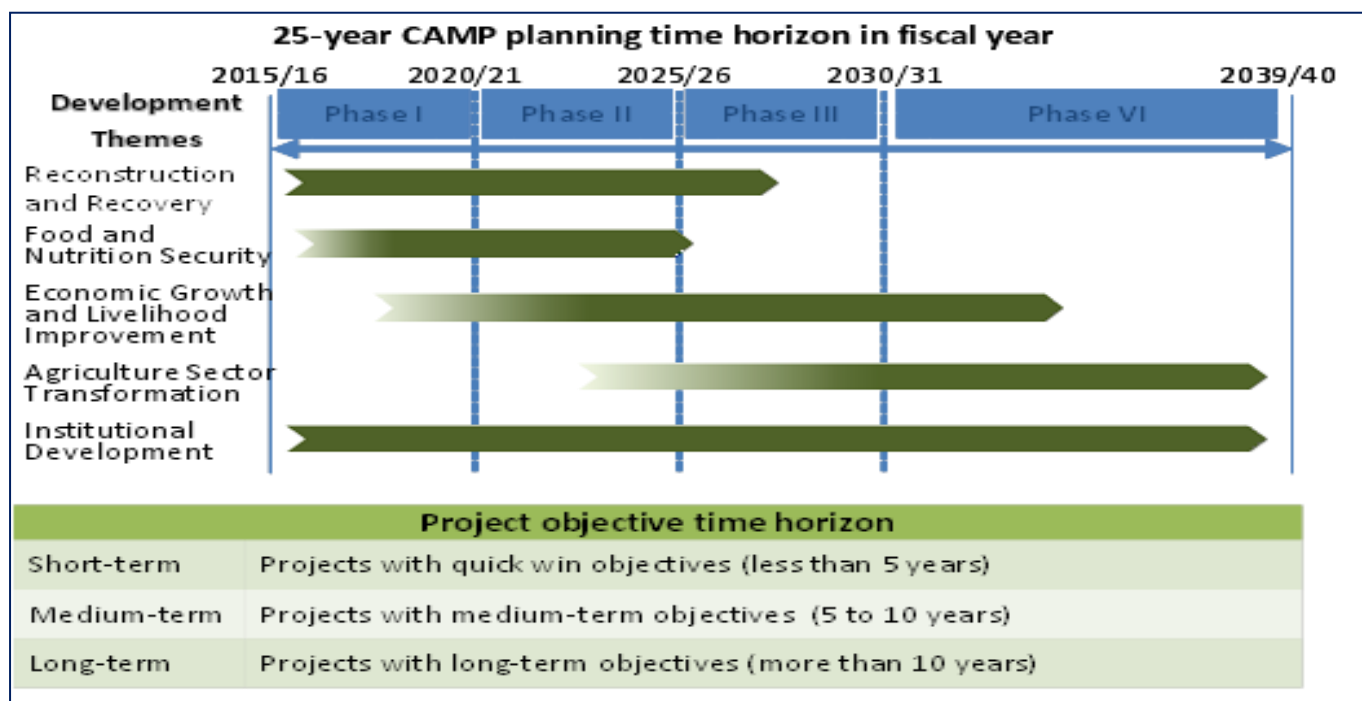 25-year CAMP planning time horizon in fiscal year
2015/16 2020/21 2025/26 2030/31 2039/40
Development
Themes
Phase I Phase II Phase III Phase VI
Reconstruction
and Recovery
Food and
Nutrition Security
Economic Growth
and Livelihood
Improvement
Agriculture Sector
Transformation
Institutional
Development
Project objective time horizon
Short-term Projects with quick win objectives (less than 5 years)
Medium-term Projects with medium-term objectives (5 to 10 years)
Long-term Projects with long-term objectives (more than 10 years)